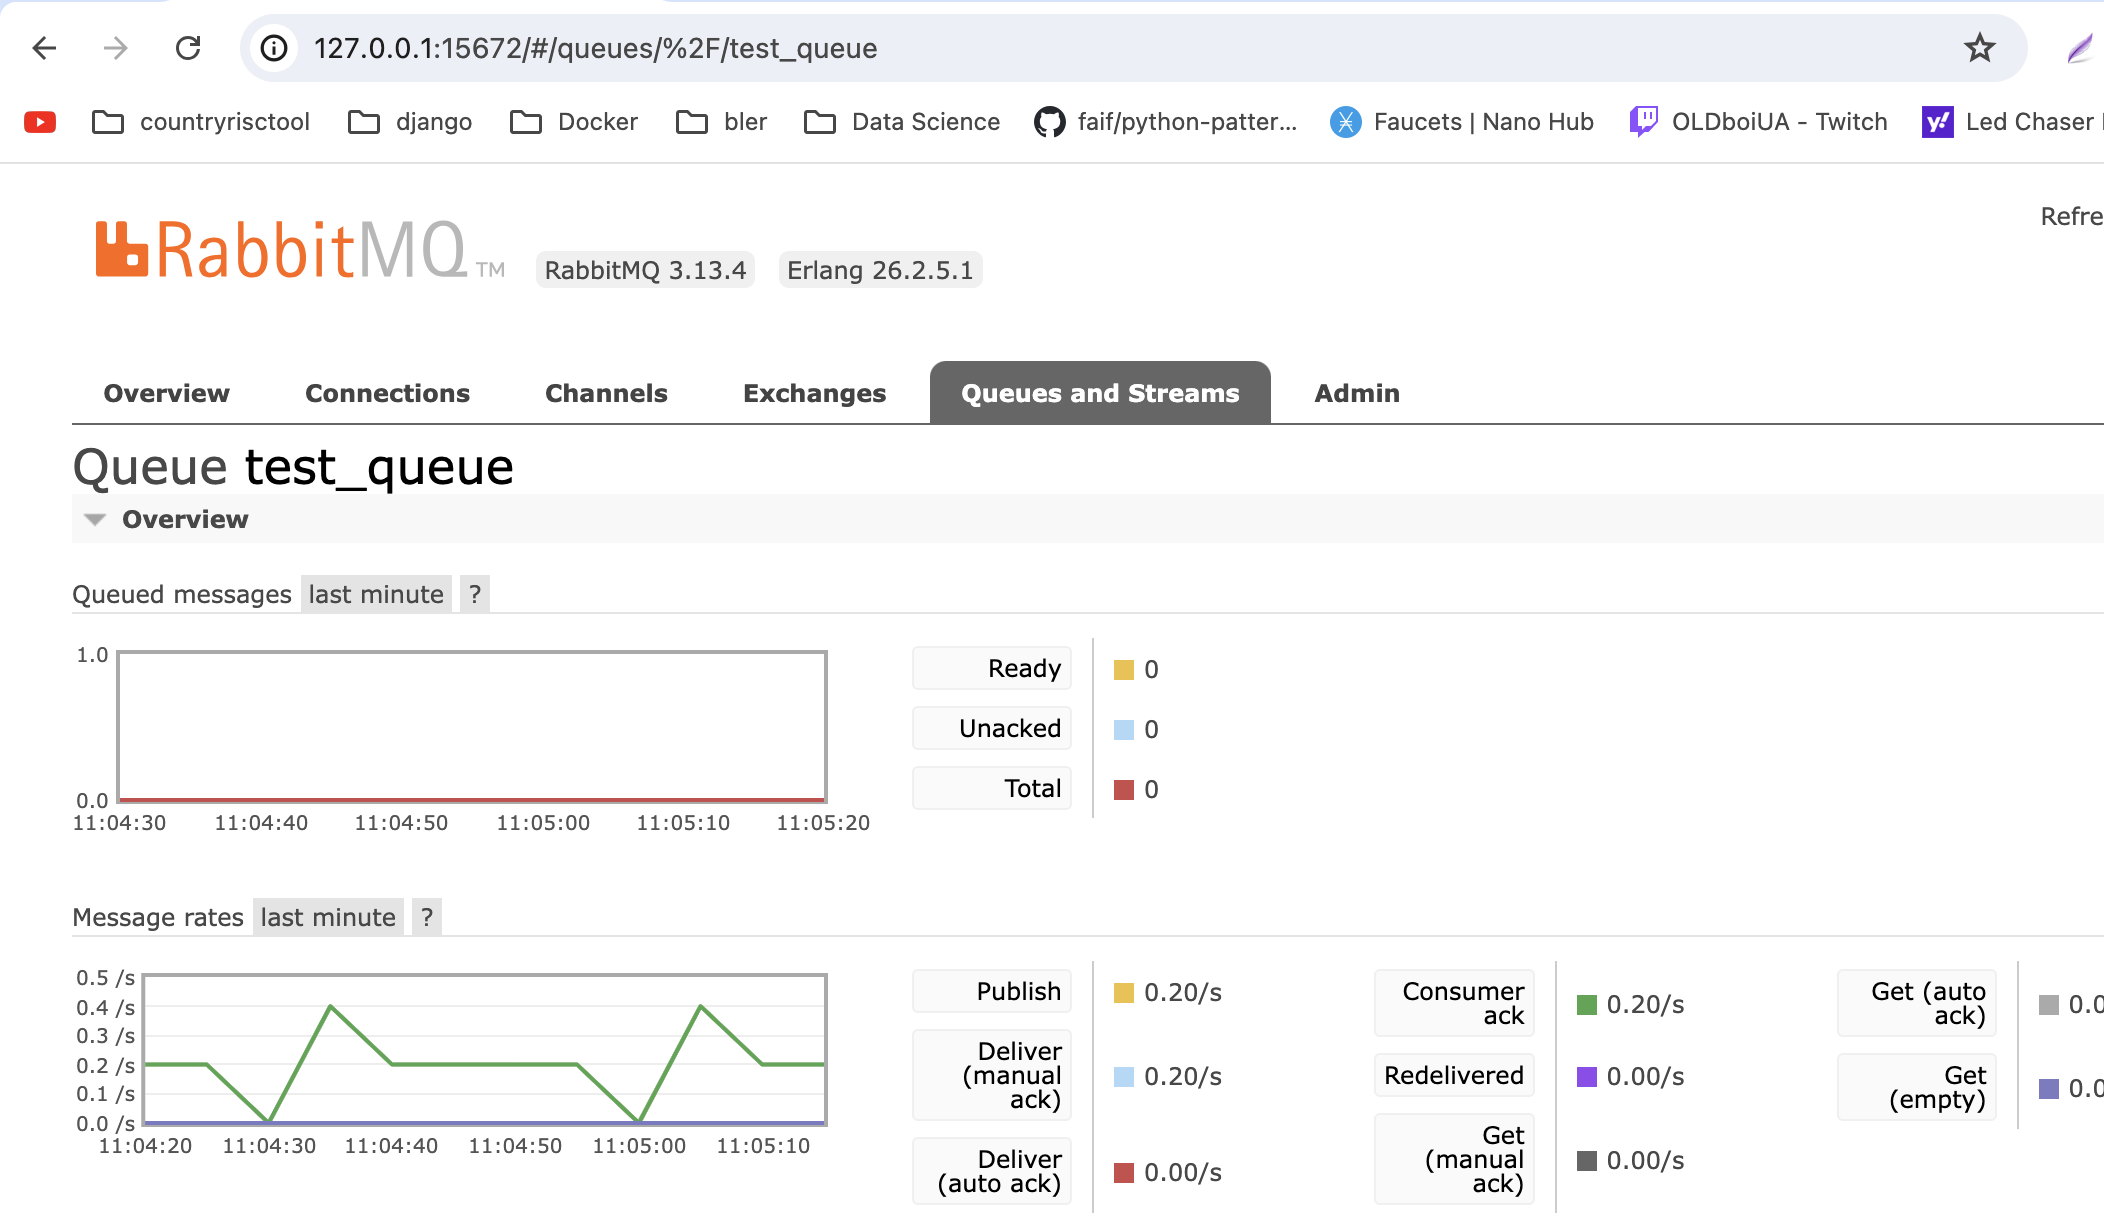 127.0.0.1:15672/#/queues/%2F/test_queue
countryrisctool django Docker bler Data Science faif/python-patter... Faucets | Nano Hub OLDboiUA - Twitch y! Led Chaser
RabbitMQ TM RabbitMQ 3.13.4 Erlang 26.2.5.1
Refre
Overview Connections Channels Exchanges Queues and Streams Admin
Queue test_queue
Overview
Queued messages last minute ?
1.0
0.0
11:04:30 11:04:40 11:04:50 11:05:00 11:05:10 11:05:20
Ready 0
Unacked 0
Total 0
Message rates last minute ?
0.5 /s
0.4 /s
0.3 /s
0.2 /s
0.1 /s
0.0 /s
11:04:20 11:04:30 11:04:40 11:04:50 11:05:00 11:05:10
Publish 0.20/s
Deliver
(manual 0.20/s
ack)
Deliver
(auto ack) 0.00/s
Consumer
ack 0.20/s
Redelivered 0.00/s
Get
(manual 0.00/s
ack)
Get (auto
ack) 0.0
Get
(empty) 0.0